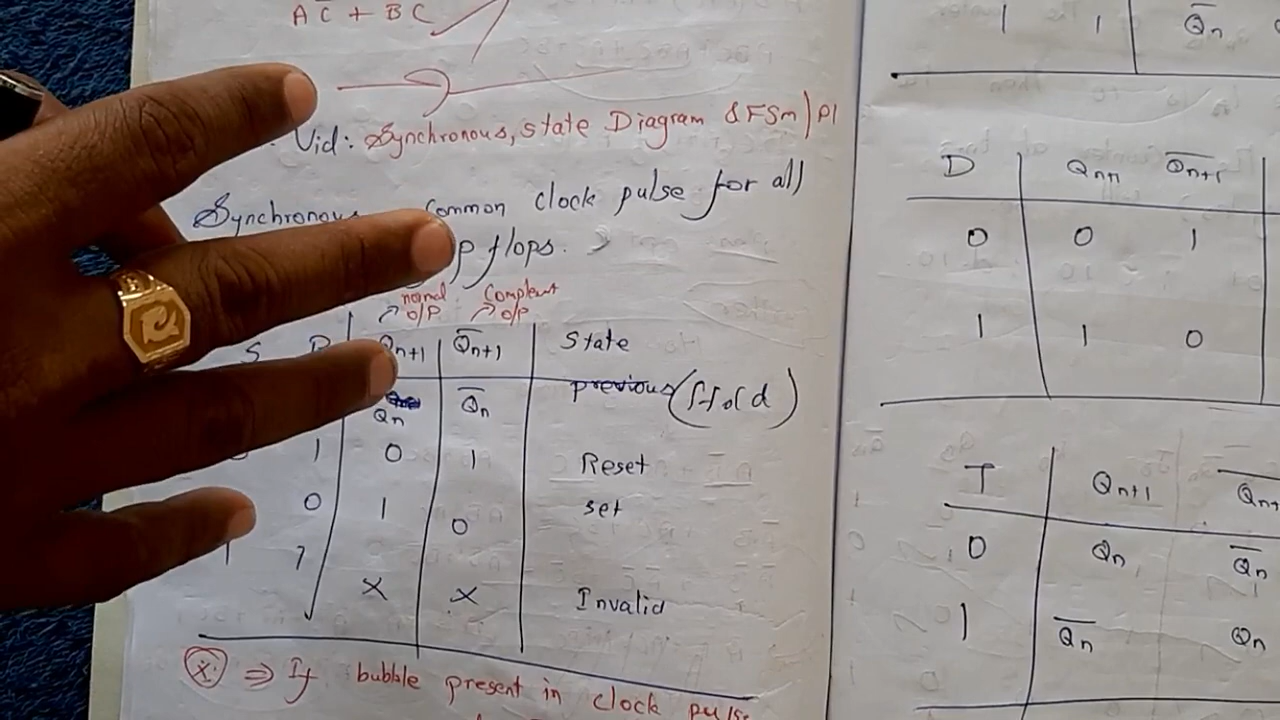 A C̅ + B̅ C
Vid: Synchronous, state Diagram & FSM | P1
Synchronous common clock pulse for all
flops.
normal O/P complement O/P
S Qn+1 Q̅n+1 State
Qn Q̅n previous (Hold)
1 0 1 Reset
0 1 0 set
1 1
X X Invalid
X ⇒ If bubble present in clock pulse
1 1 Q̅n
D Qn+1 Q̅n+1
0 0 1
1 1 0
T Qn+1 Q̅n+1
0 Qn Q̅n
1 Q̅n Qn